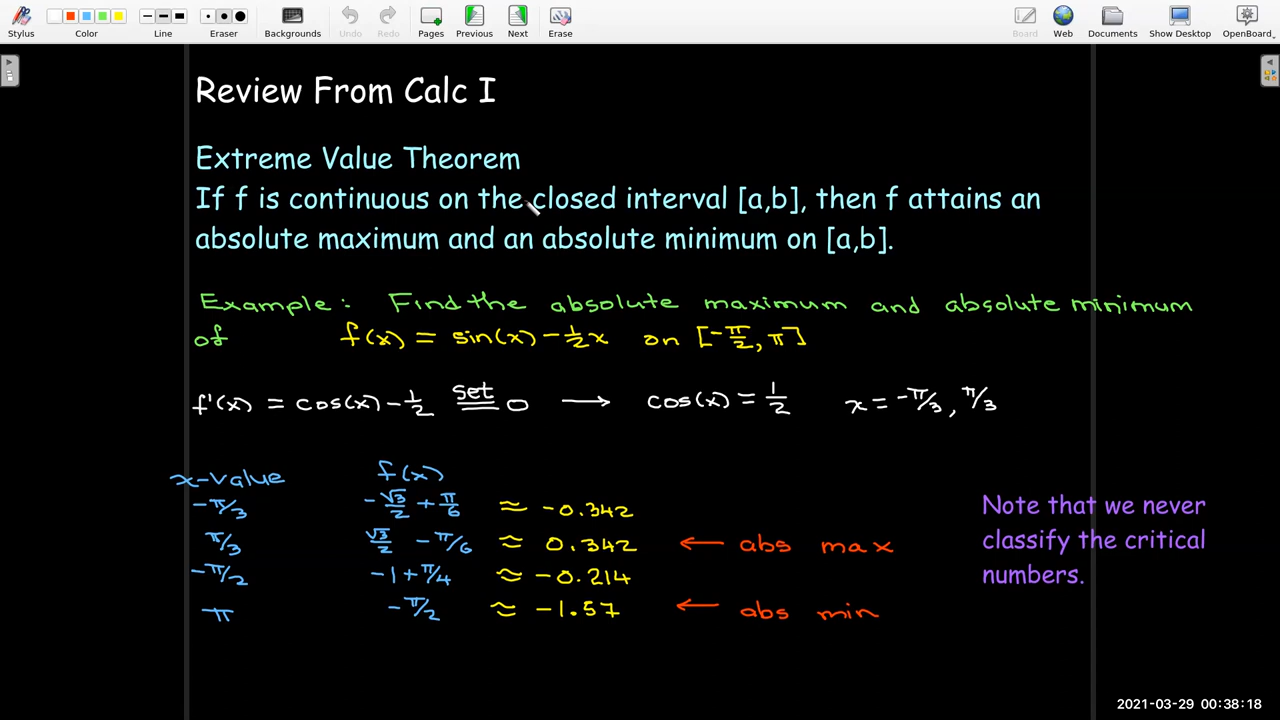 Stylus Color Line Eraser Backgrounds Undo Redo Pages Previous Next Erase Board Web Documents Show Desktop OpenBoard
Review From Calc I
Extreme Value Theorem
If f is continuous on the closed interval [a,b], then f attains an
absolute maximum and an absolute minimum on [a,b].
Example: Find the absolute maximum and absolute minimum
of f(x) = sin(x) - 1/2 x on [-π/2, π]
f'(x) = cos(x) - 1/2 set = 0 → cos(x) = 1/2 x = -π/3, π/3
x-value f(x)
-π/3 -√3/2 + π/6 ≈ -0.342
π/3 √3/2 - π/6 ≈ 0.342 ← abs max
-π/2 -1 + π/4 ≈ -0.214
π -π/2 ≈ -1.57 ← abs min
Note that we never
classify the critical
numbers.
2021-03-29 00:38:18